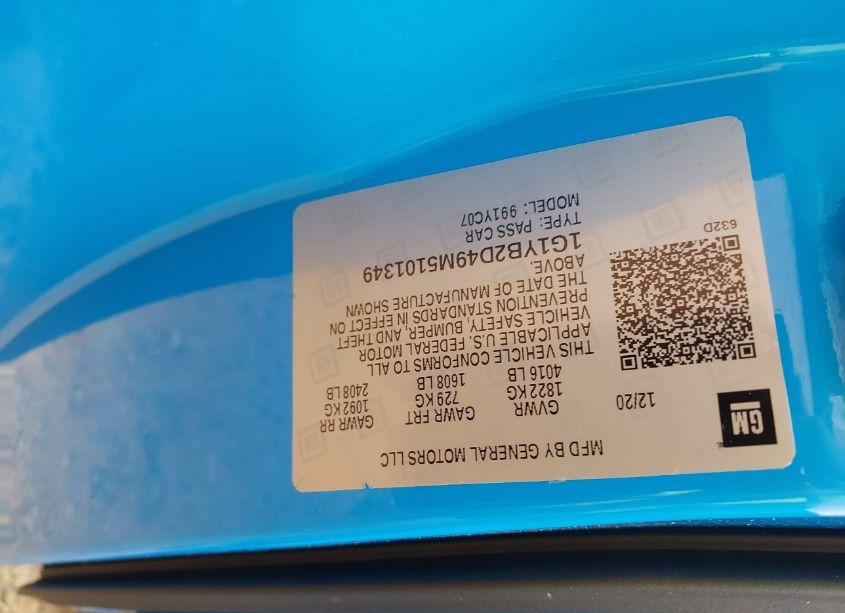 GM
MFD BY GENERAL MOTORS LLC
12/20
GVWR GAWR FRT GAWR RR
1822 KG 729 KG 1092 KG
4016 LB 1608 LB 2408 LB
THIS VEHICLE CONFORMS TO ALL
APPLICABLE U.S. FEDERAL MOTOR
VEHICLE SAFETY, BUMPER, AND THEFT
PREVENTION STANDARDS IN EFFECT ON
THE DATE OF MANUFACTURE SHOWN
ABOVE.
1G1YB2D49M5101349
TYPE: PASS CAR
MODEL: 991YC07
632D